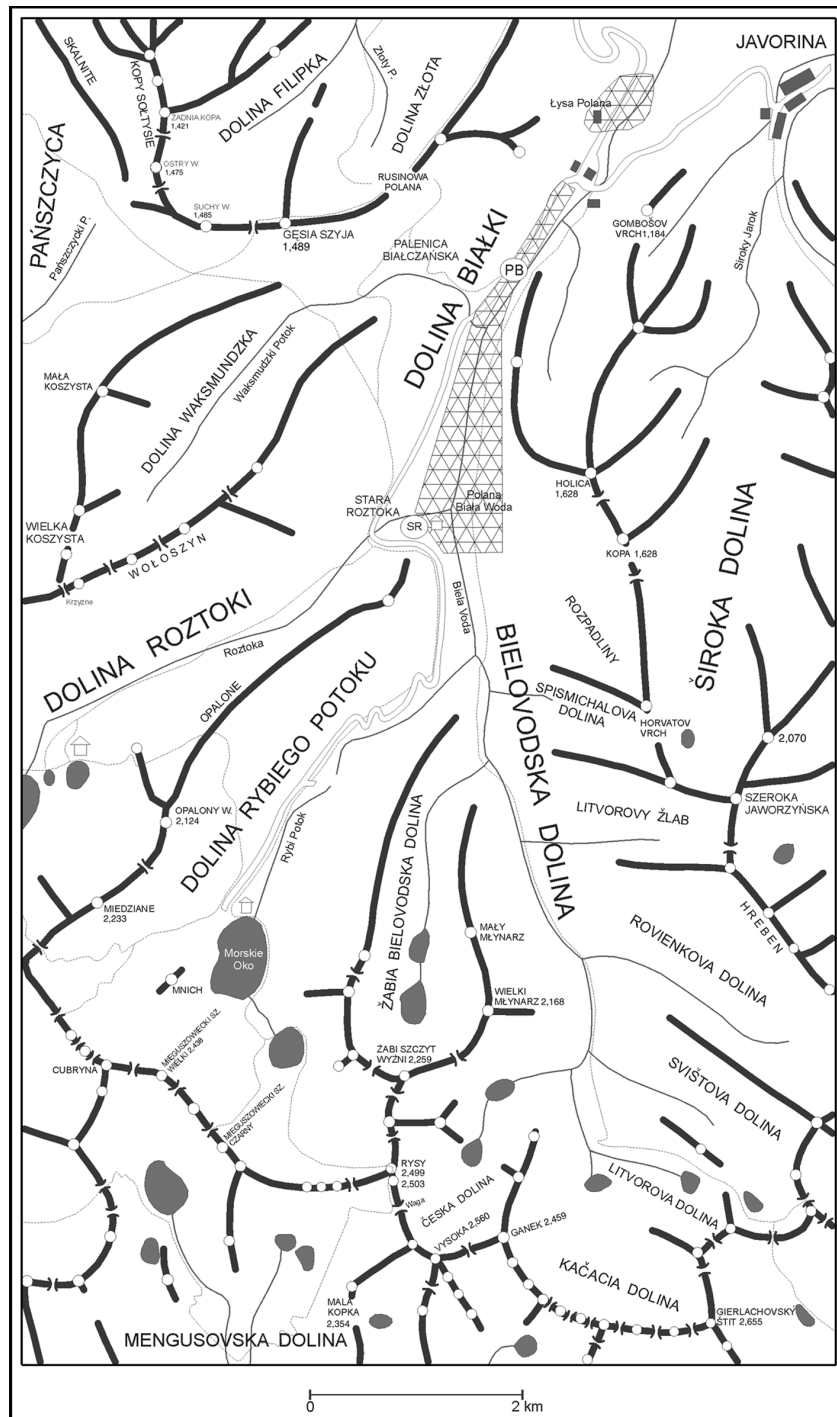 JAVORINA
SKALNITE
KOPY SOŁTYSIE
DOLINA FILIPKA
Złoty P.
DOLINA ZŁOTA
Łysa Polana
ZADNIA KOPA
1,421
OSTRY W.
1,475
SUCHY W.
1,485
GĘSIA SZYJA
1,489
RUSINOWA
POLANA
PAŃSZCZYCA
Pańszczycki P.
PALENICA
BIAŁCZAŃSKA
DOLINA BIAŁKI
PB
GOMBOŠOV
VRCH1,184
Siroky Jarok
MAŁA
KOSZYSTA
DOLINA WAKSMUNDZKA
Waksmudzki Potok
WIELKA
KOSZYSTA
WOŁOSZYN
Krzyżne
STARA
ROZTOKA
SR
Polana
Biała Woda
HOLICA
1,628
KOPA 1,628
ŠIROKA DOLINA
DOLINA ROZTOKI
Roztoka
Biela Voda
BIELOVODSKA DOLINA
ROZPADLINY
SPISMICHALOVA
DOLINA
HORVATOV
VRCH
2,070
OPALONE
DOLINA RYBIEGO POTOKU
Rybi Potok
OPALONY W.
2,124
LITVOROVY ŽLAB
SZEROKA
JAWORZYŃSKA
MIEDZIANE
2,233
Morskie
Oko
MNICH
ŻABIA BIELOVODSKA DOLINA
MAŁY
MŁYNARZ
WIELKI
MŁYNARZ 2,168
HREBEN
ROVIENKOVA DOLINA
CUBRYNA
MIEGUSZOWIECKI SZ.
WIELKI 2,438
MIEGUSZOWIECKI SZ.
CZARNY
ŻABI SZCZYT
WYŻNI 2,259
SVIŠTOVA DOLINA
RYSY
2,499
2,503
Waga
ČESKA DOLINA
VYSOKA 2,560
GANEK 2,459
LITVOROVA DOLINA
KAČACIA DOLINA
MALA
KOPKA
2,354
GIERLACHOVSKÝ
ŠTIT 2,655
MENGUSOVSKA DOLINA
0
2 km